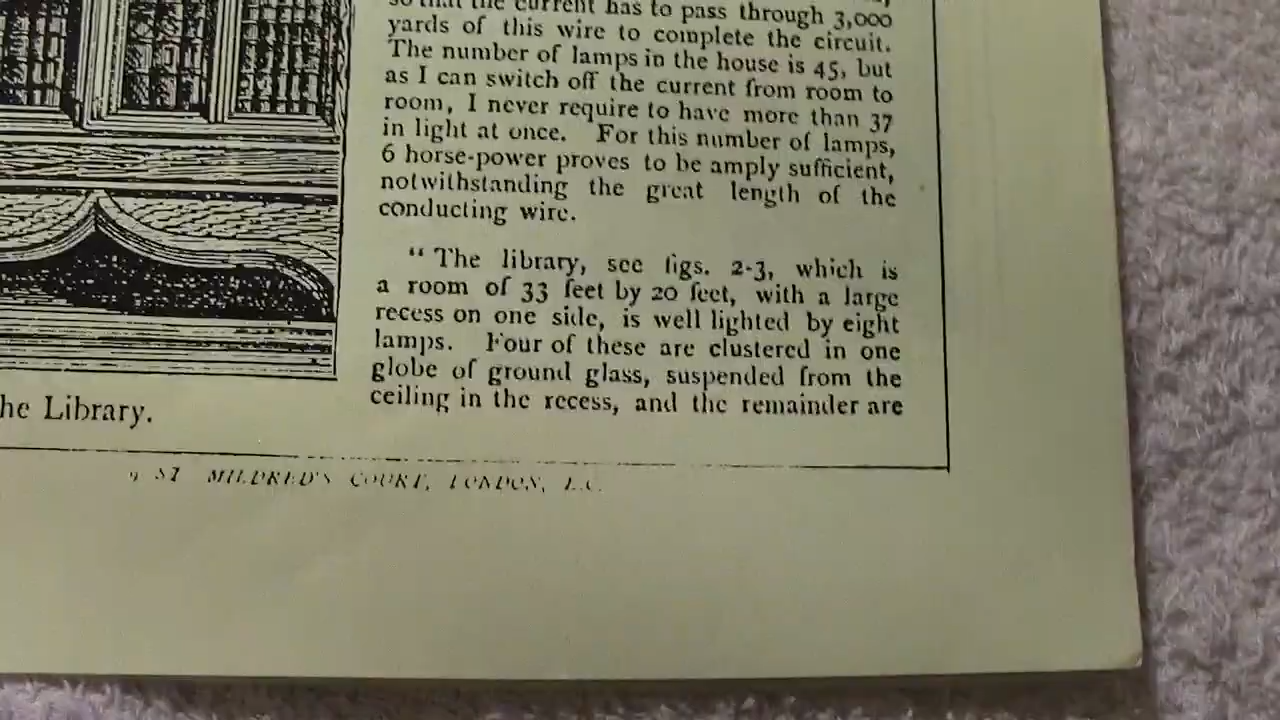 so that the current has to pass through 3,000
yards of this wire to complete the circuit.
The number of lamps in the house is 45, but
as I can switch off the current from room to
room, I never require to have more than 37
in light at once. For this number of lamps,
6 horse-power proves to be amply sufficient,
notwithstanding the great length of the
conducting wire.
“ The library, see figs. 2-3, which is
a room of 33 feet by 20 feet, with a large
recess on one side, is well lighted by eight
lamps. Four of these are clustered in one
globe of ground glass, suspended from the
ceiling in the recess, and the remainder are
he Library.
ST MILDRED'S COURT, LONDON, E.C.